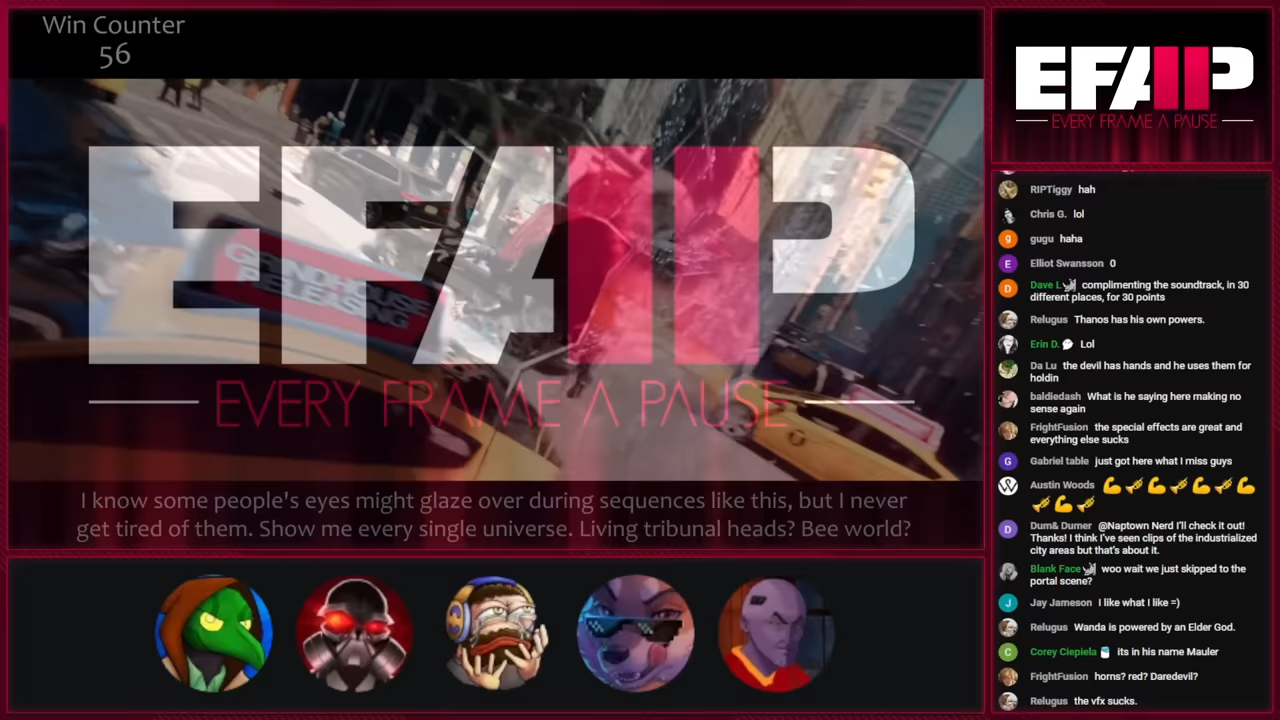 Win Counter
56
EFAP
EVERY FRAME A PAUSE
I know some people's eyes might glaze over during sequences like this, but I never
get tired of them. Show me every single universe. Living tribunal heads? Bee world?
EFAP
EVERY FRAME A PAUSE
RIPTiggy hah
Chris G. lol
g gugu haha
E Elliot Swansson 0
D Dave L complimenting the soundtrack, in 30
different places, for 30 points
Relugus Thanos has his own powers.
Erin D. Lol
Da Lu the devil has hands and he uses them for
holdin
baldiedash What is he saying here making no
sense again
FrightFusion the special effects are great and
everything else sucks
G Gabriel table just got here what I miss guys
Austin Woods 💪🎺💪🎺💪🎺💪
🎺💪🎺
D Dum& Dumer @Naptown Nerd I'll check it out!
Thanks! I think I've seen clips of the industrialized
city areas but that's about it.
Blank Face woo wait we just skipped to the
portal scene?
J Jay Jameson I like what I like =)
Relugus Wanda is powered by an Elder God.
C Corey Ciepiela its in his name Mauler
FrightFusion horns? red? Daredevil?
Relugus the vfx sucks.